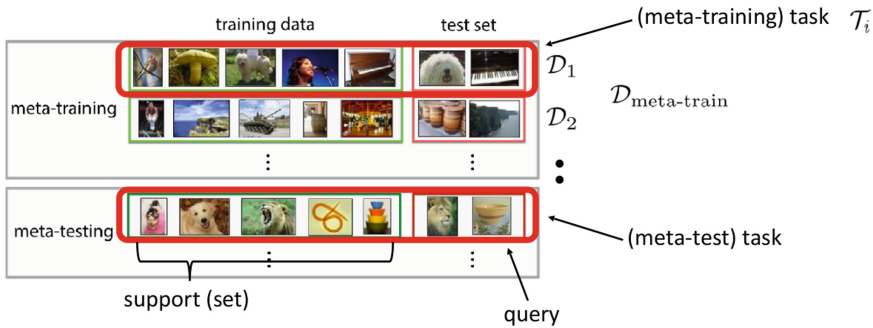 training data
test set
(meta-training) task
𝒯ᵢ
meta-training
𝒟₁
𝒟₂
𝒟meta-train
meta-testing
(meta-test) task
support (set)
query